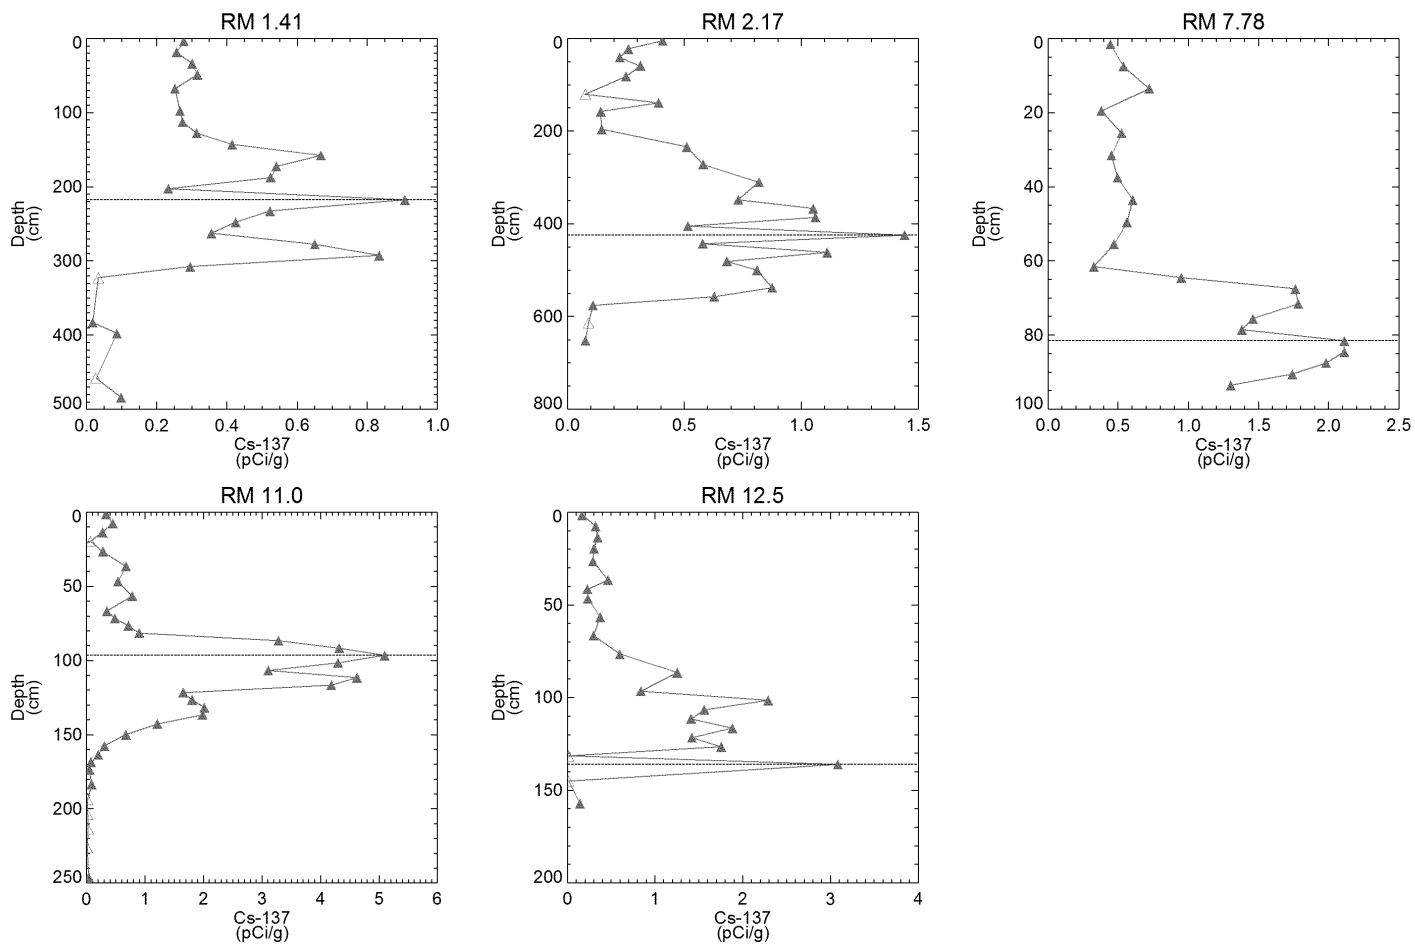 RM 1.41
0
100
200
300
400
500
Depth
(cm)
0.0 0.2 0.4 0.6 0.8 1.0
Cs-137
(pCi/g)
RM 2.17
0
200
400
600
800
Depth
(cm)
0.0 0.5 1.0 1.5
Cs-137
(pCi/g)
RM 7.78
0
20
40
60
80
100
Depth
(cm)
0.0 0.5 1.0 1.5 2.0 2.5
Cs-137
(pCi/g)
RM 11.0
0
50
100
150
200
250
Depth
(cm)
0 1 2 3 4 5 6
Cs-137
(pCi/g)
RM 12.5
0
50
100
150
200
Depth
(cm)
0 1 2 3 4
Cs-137
(pCi/g)